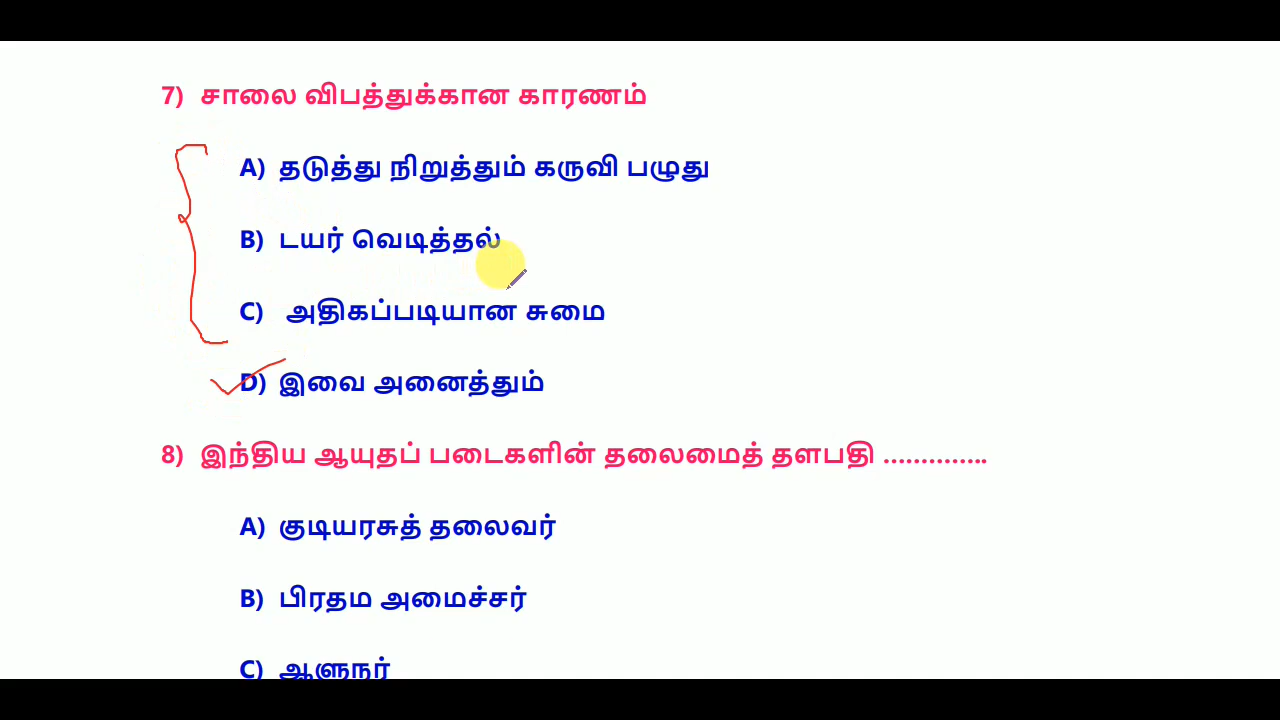 7) சாலை விபத்துக்கான காரணம்
A) தடுத்து நிறுத்தும் கருவி பழுது
B) டயர் வெடித்தல்
C) அதிகப்படியான சுமை
D) இவை அனைத்தும்
8) இந்திய ஆயுதப் படைகளின் தலைமைத் தளபதி ..............
A) குடியரசுத் தலைவர்
B) பிரதம அமைச்சர்
C) ஆளுநர்